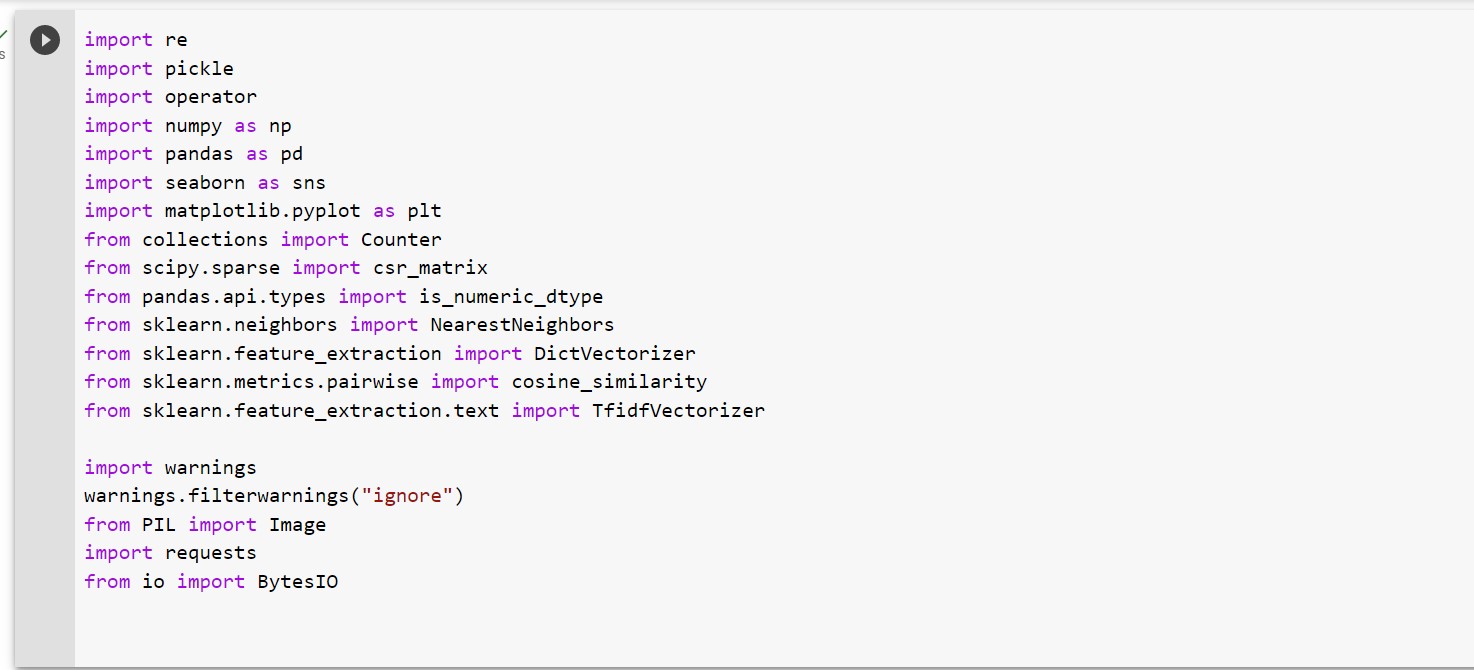 import re
import pickle
import operator
import numpy as np
import pandas as pd
import seaborn as sns
import matplotlib.pyplot as plt
from collections import Counter
from scipy.sparse import csr_matrix
from pandas.api.types import is_numeric_dtype
from sklearn.neighbors import NearestNeighbors
from sklearn.feature_extraction import DictVectorizer
from sklearn.metrics.pairwise import cosine_similarity
from sklearn.feature_extraction.text import TfidfVectorizer
import warnings
warnings.filterwarnings("ignore")
from PIL import Image
import requests
from io import BytesIO